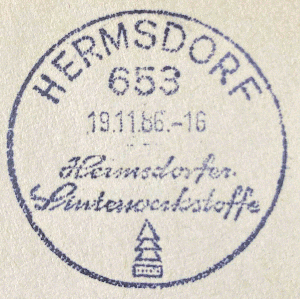 HERMSDORF
653
19.11.86.-16
Hermsdorfer
Sinterwerkstoffe